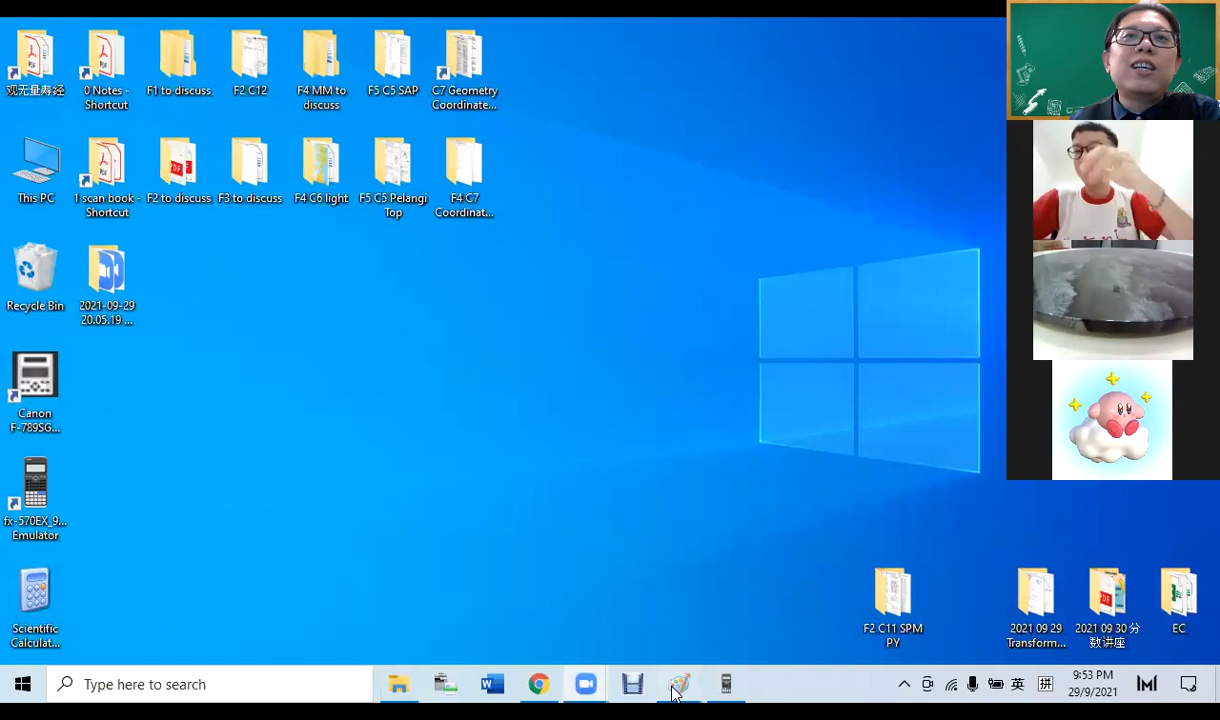 观无量寿经
0 Notes -
Shortcut
F1 to discuss
F2 C12
F4 MM to
discuss
F5 C5 SAP
C7 Geometry
Coordinate...
This PC
1 scan book -
Shortcut
F2 to discuss
F3 to discuss
F4 C6 light
F5 C5 Pelangi
Top
F4 C7
Coordinat...
Recycle Bin
2021-09-29
20.05.19 ...
Canon
F-789SG...
fx-570EX_9...
Emulator
Scientific
Calculat...
F2 C11 SPM
PY
2021 09 29
Transform...
2021 09 30 分
数讲座
EC
Type here to search
英
拼
9:53 PM
29/9/2021